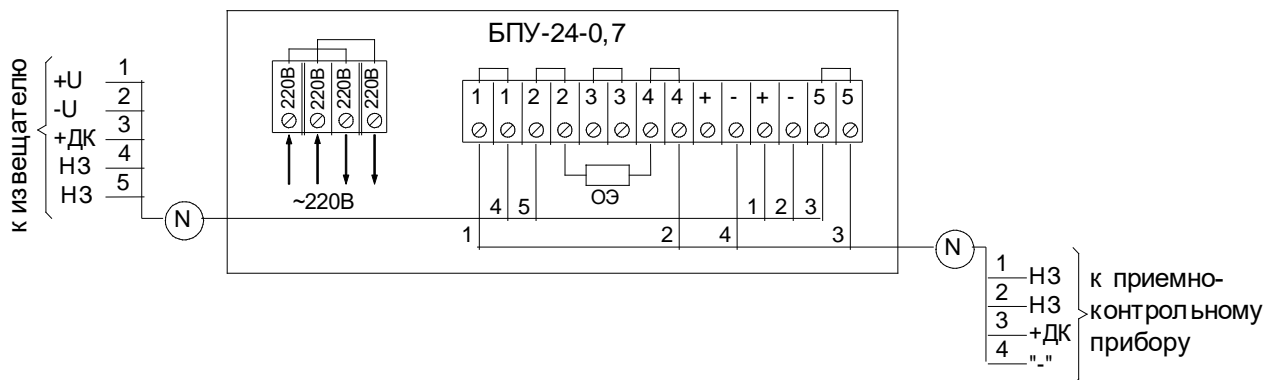 БПУ-24-0,7
к извещателю
+U 1
-U 2
+ДК 3
НЗ 4
НЗ 5
220В 220В 220В 220В
~220В
1 1 2 2 3 3 4 4 + - + - 5 5
ОЭ
4 5 1 2 3
1 2 4 3
N
N
1 НЗ
2 НЗ
3 +ДК
4 "-"
к приемно-
контрольному
прибору